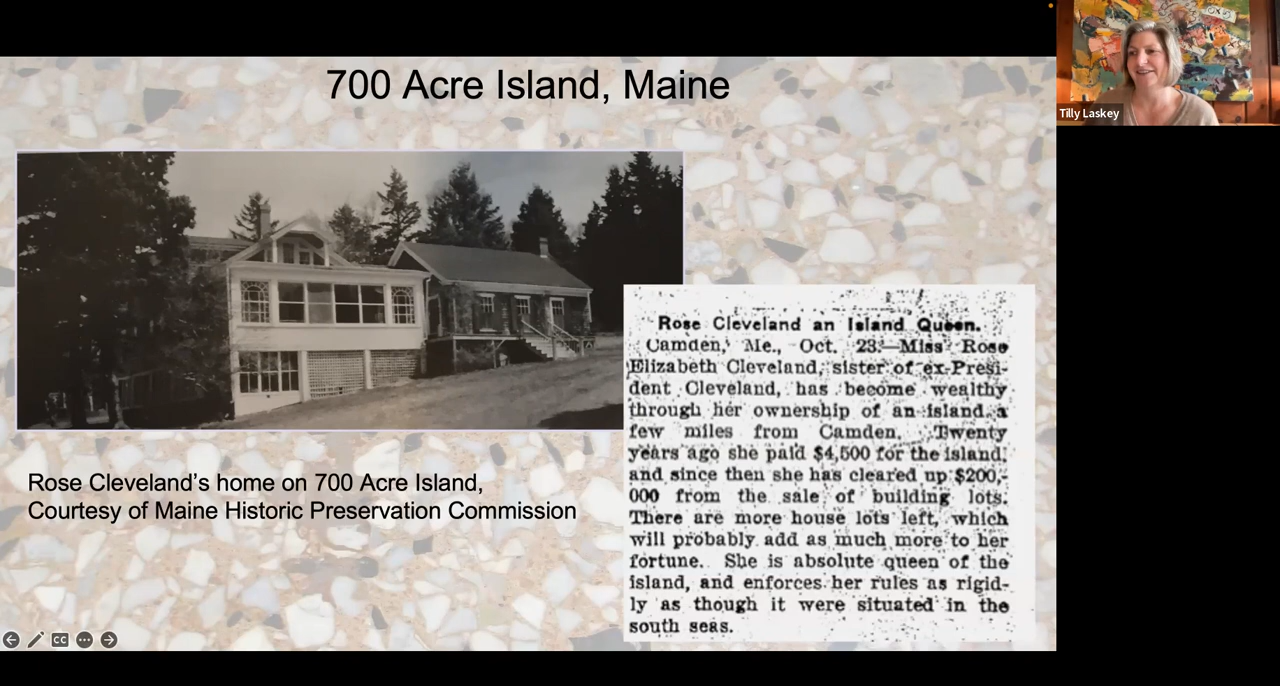 700 Acre Island, Maine
Tilly Laskey
Rose Cleveland an Island Queen.
Camden, Me., Oct. 23.—Miss Rose
Elizabeth Cleveland, sister of ex-Presi-
dent Cleveland, has become wealthy
through her ownership of an island a
few miles from Camden. Twenty
years ago she paid $4,500 for the island,
and since then she has cleared up $200,-
000 from the sale of building lots.
There are more house lots left, which
will probably add as much more to her
fortune. She is absolute queen of the
island, and enforces her rules as rigid-
ly as though it were situated in the
south seas.
Rose Cleveland’s home on 700 Acre Island,
Courtesy of Maine Historic Preservation Commission
CC